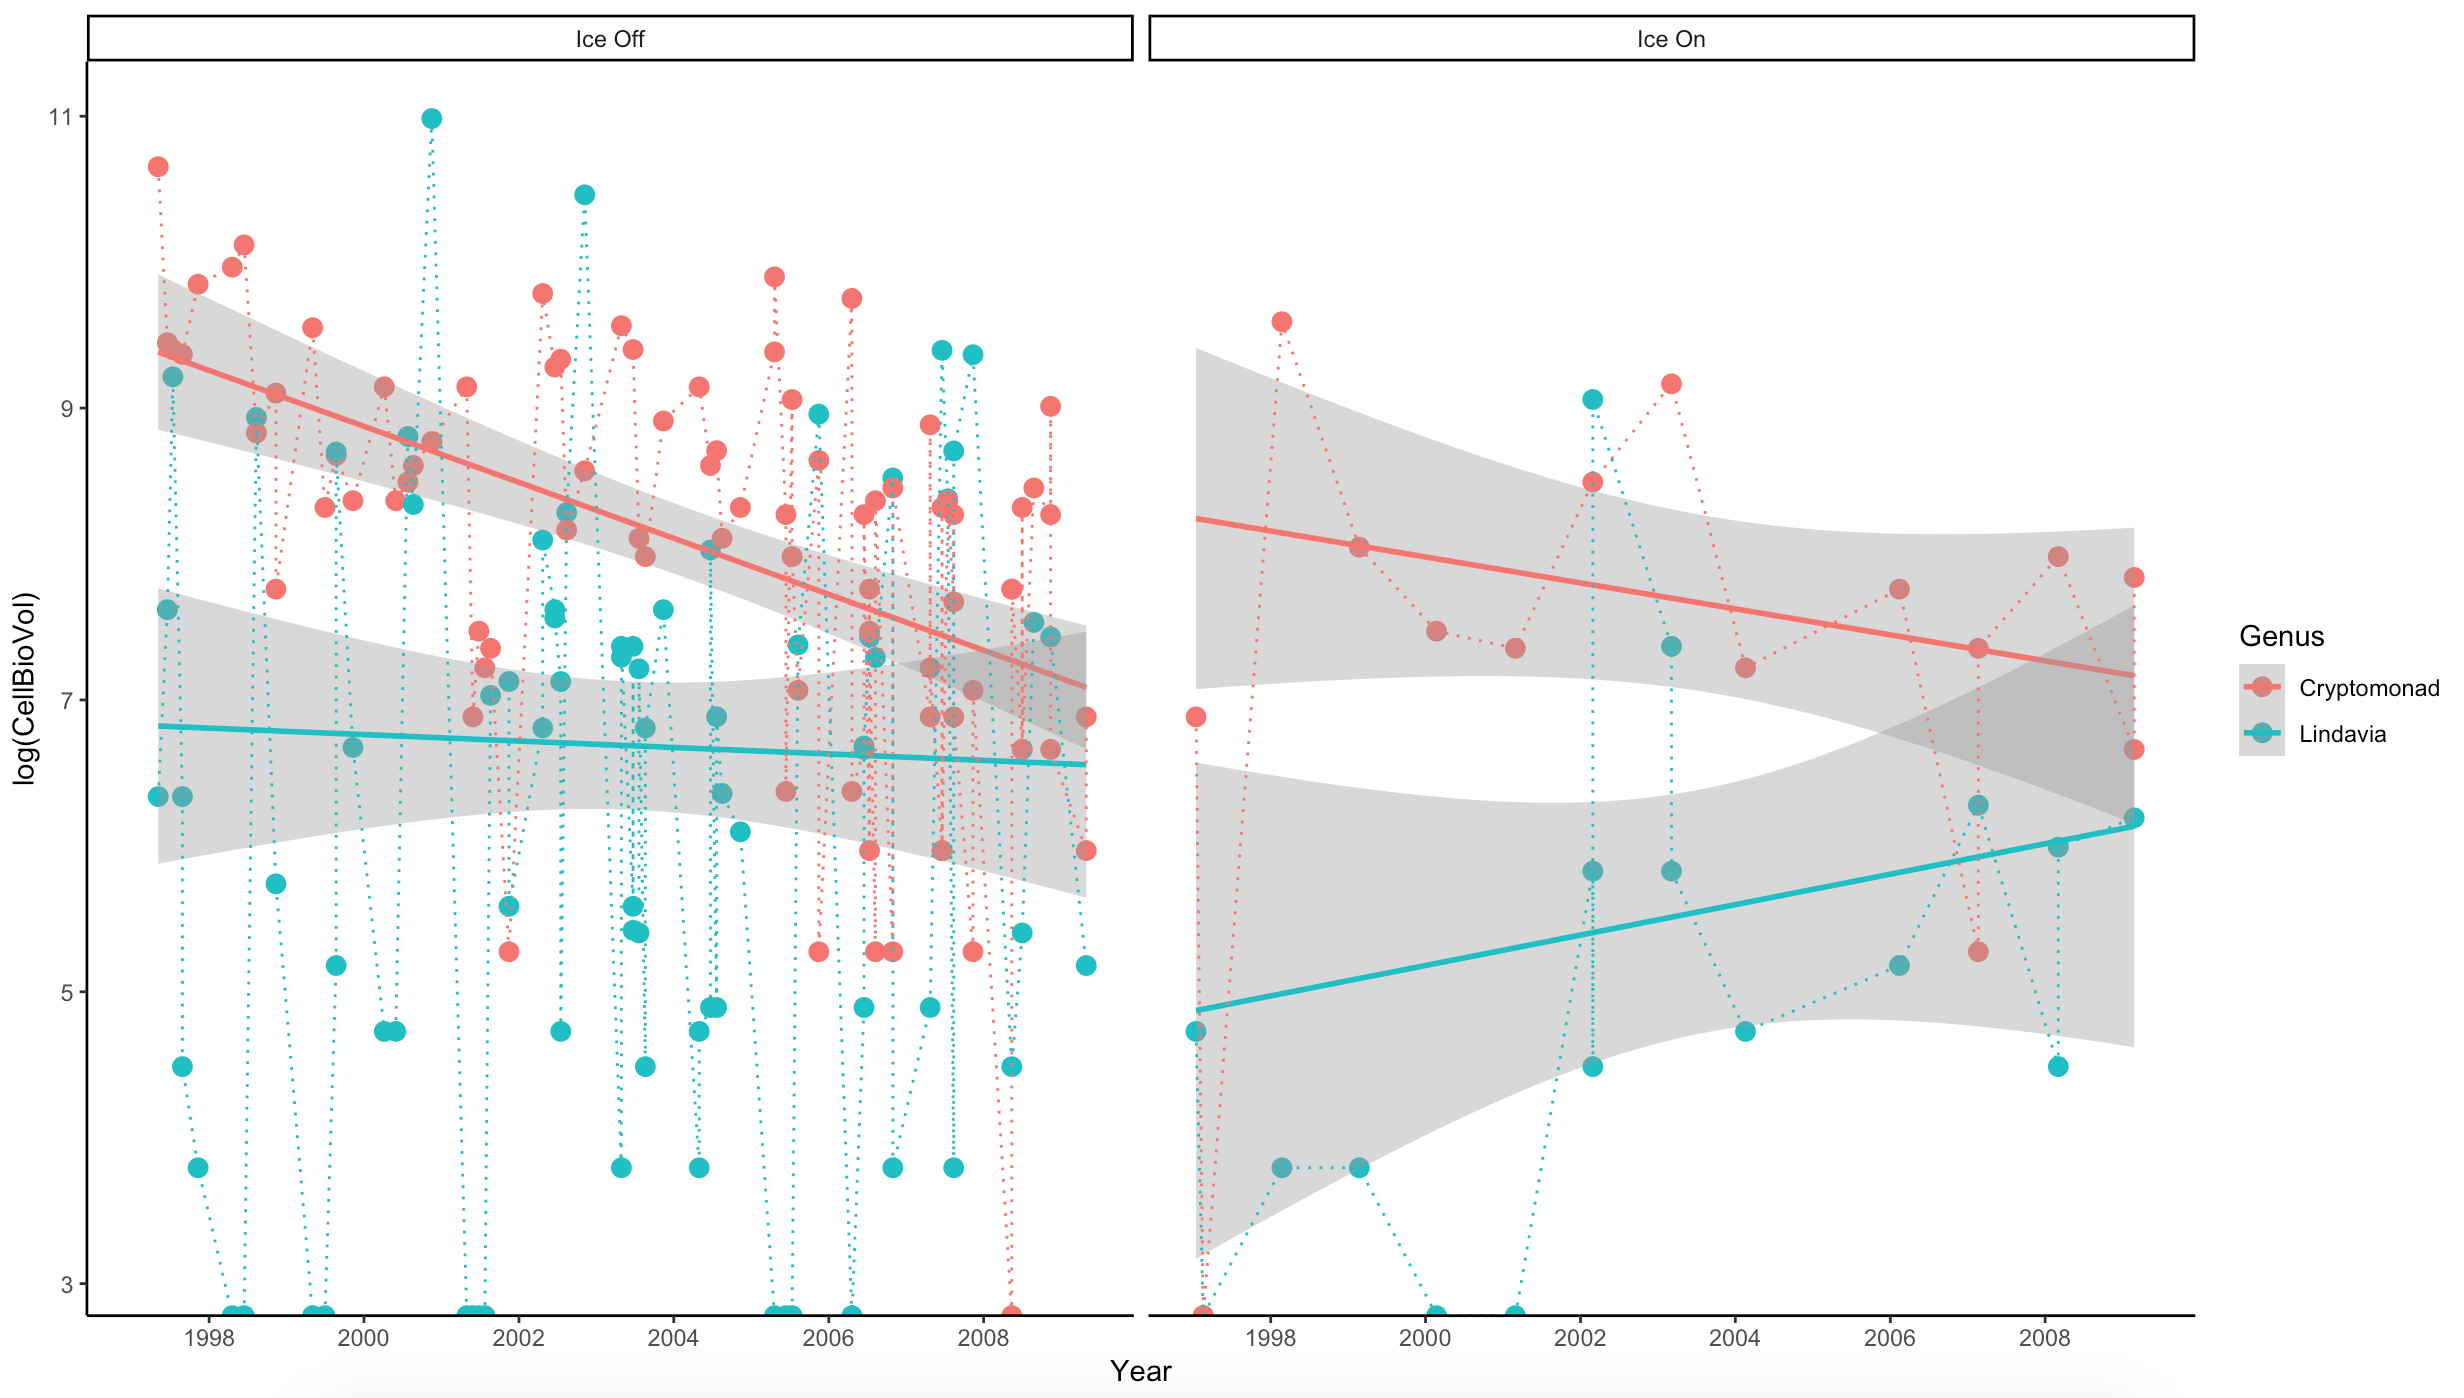 Ice Off
Ice On
log(CellBioVol)
11
9
7
5
3
1998 2000 2002 2004 2006 2008
1998 2000 2002 2004 2006 2008
Year
Genus
Cryptomonad
Lindavia